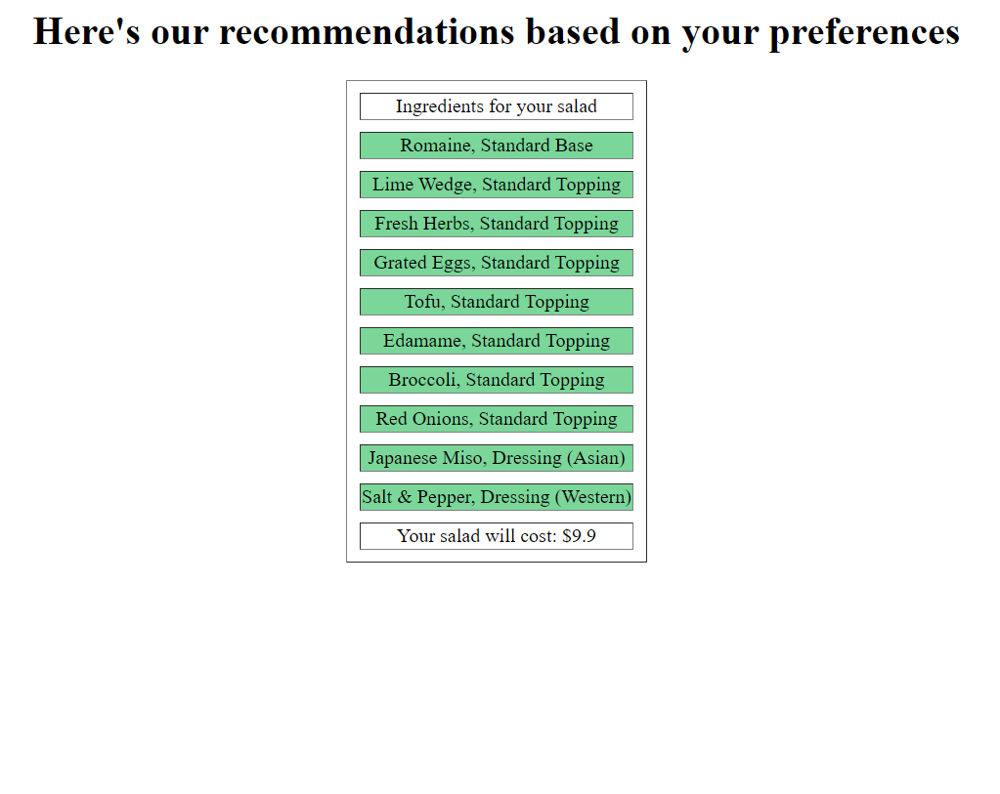 Here's our recommendations based on your preferences
Ingredients for your salad
Romaine, Standard Base
Lime Wedge, Standard Topping
Fresh Herbs, Standard Topping
Grated Eggs, Standard Topping
Tofu, Standard Topping
Edamame, Standard Topping
Broccoli, Standard Topping
Red Onions, Standard Topping
Japanese Miso, Dressing (Asian)
Salt & Pepper, Dressing (Western)
Your salad will cost: $9.9